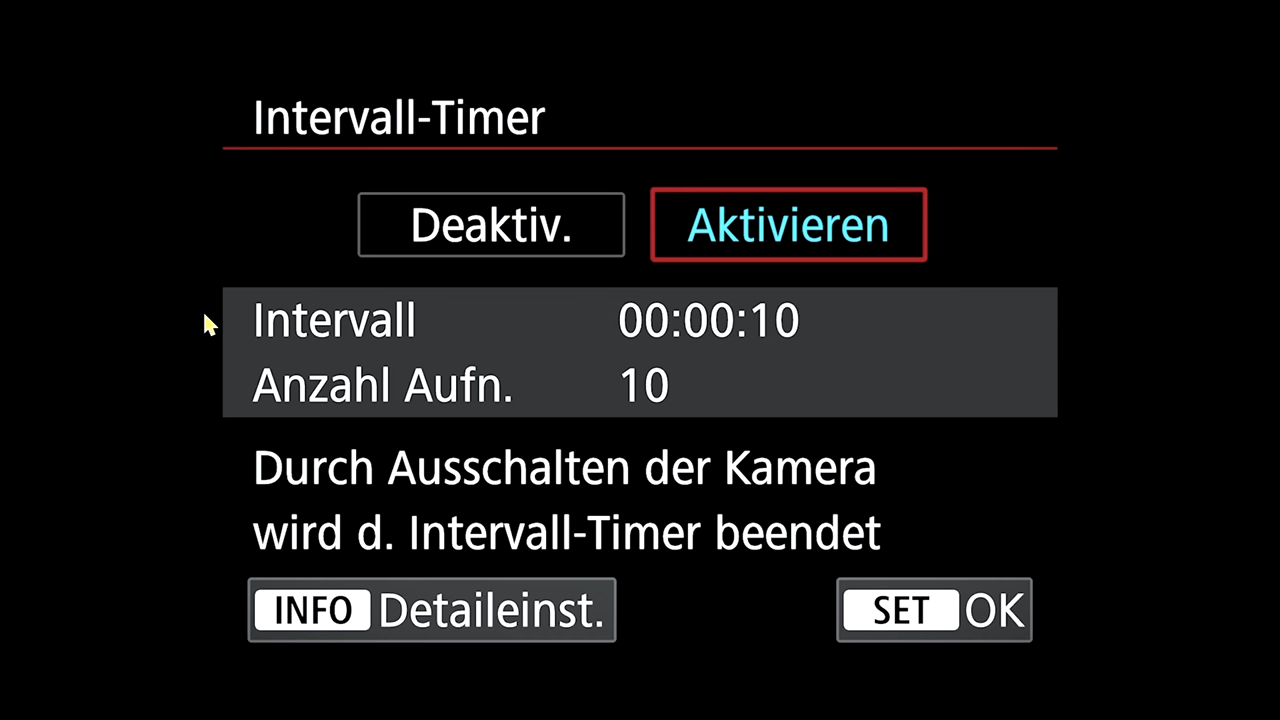 Intervall-Timer
Deaktiv. Aktivieren
Intervall 00:00:10
Anzahl Aufn. 10
Durch Ausschalten der Kamera
wird d. Intervall-Timer beendet
INFO Detaileinst. SET OK